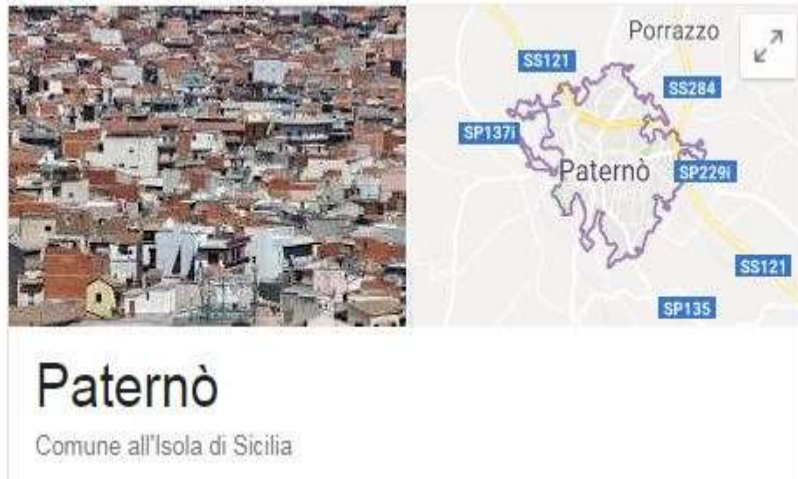 Porrazzo
SS121
SS284
SP137i
Paternò
SP229i
SS121
SP135
Paternò
Comune all'Isola di Sicilia